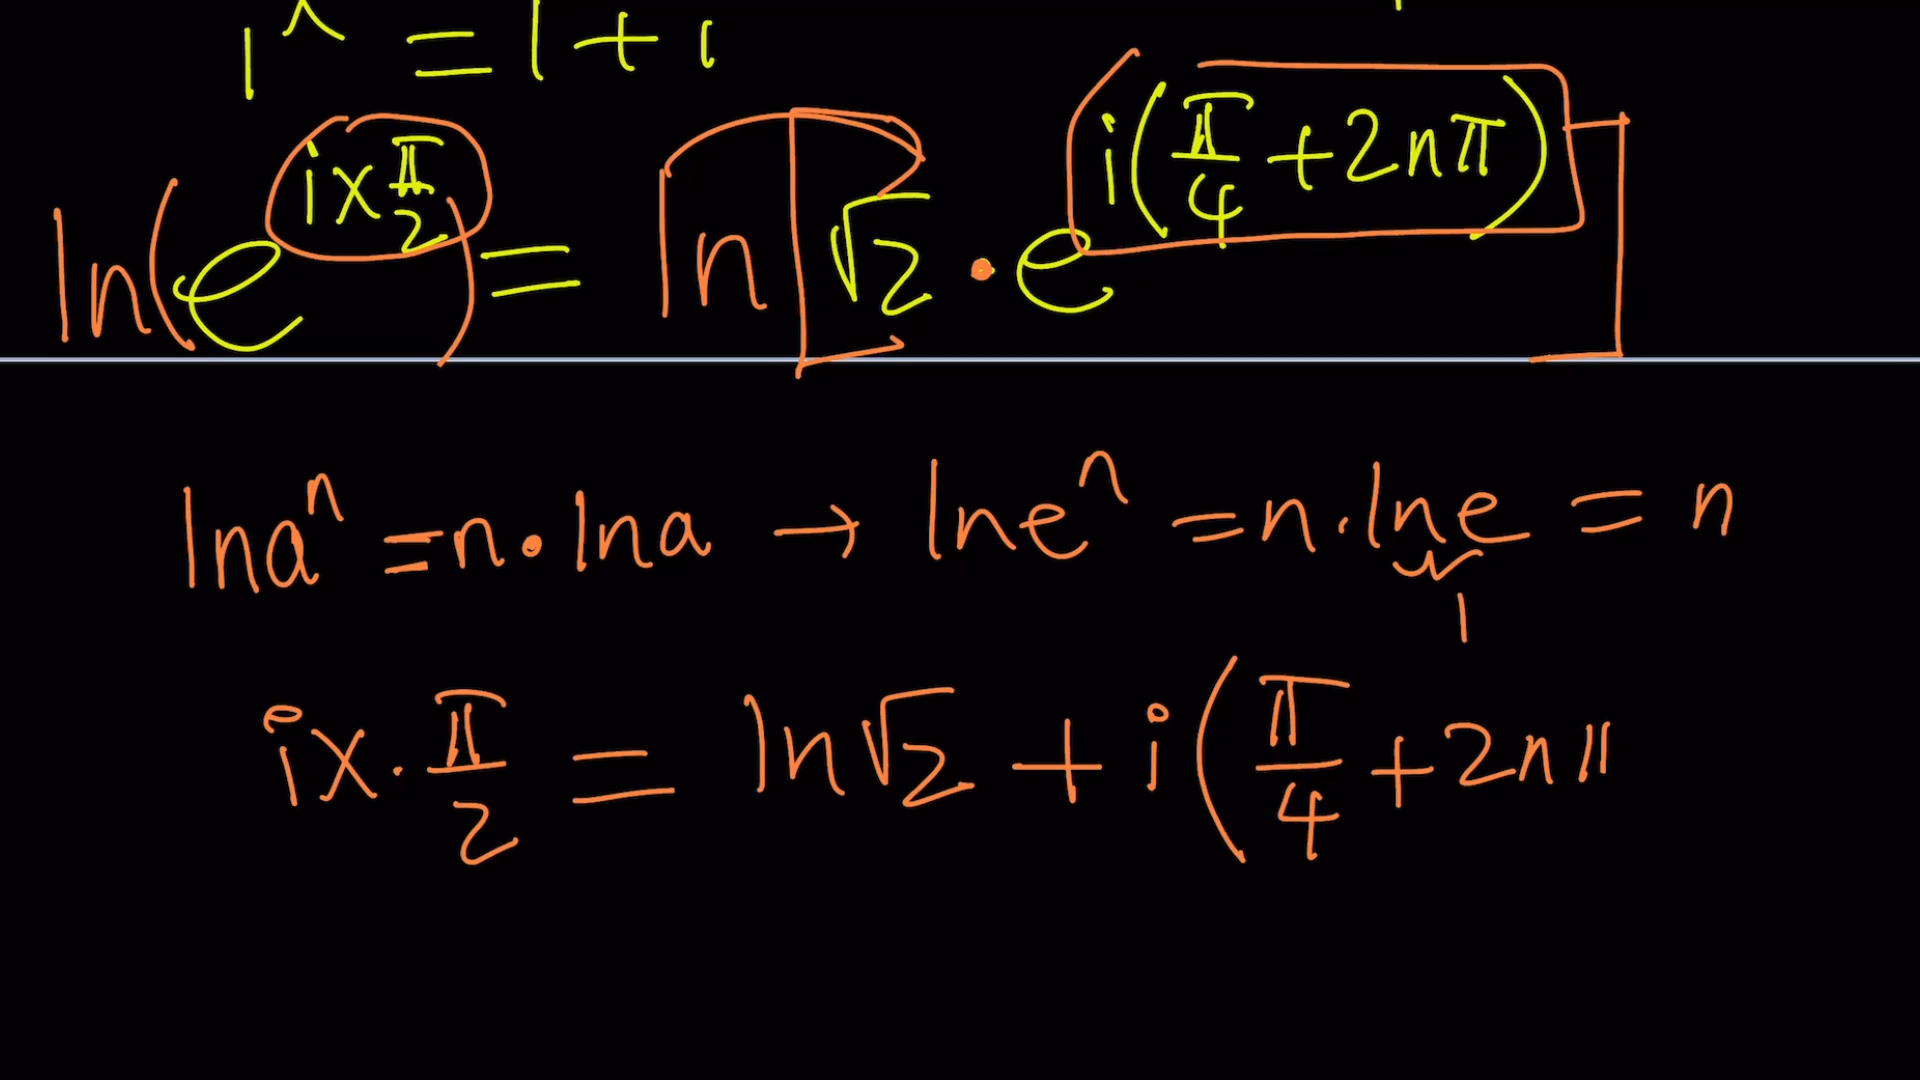 i^x = 1 + i
ln(e^(ix π/2)) = ln[√2 · e^(i(π/4 + 2nπ))]
ln a^n = n · ln a → ln e^n = n · ln e = n
1
ix · π/2 = ln √2 + i(π/4 + 2nπ